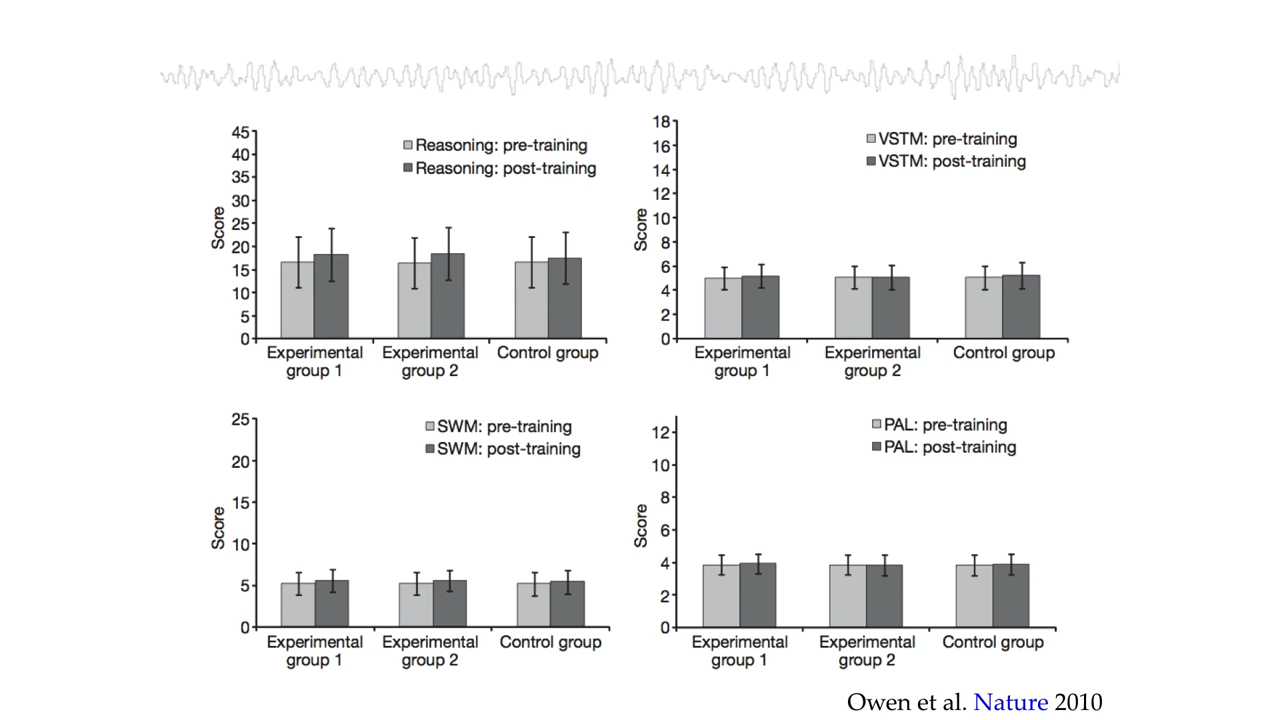 45
40
35
30
25
20
15
10
5
0
Score
Reasoning: pre-training
Reasoning: post-training
Experimental group 1
Experimental group 2
Control group
18
16
14
12
10
8
6
4
2
0
Score
VSTM: pre-training
VSTM: post-training
Experimental group 1
Experimental group 2
Control group
25
20
15
10
5
0
Score
SWM: pre-training
SWM: post-training
Experimental group 1
Experimental group 2
Control group
12
10
8
6
4
2
0
Score
PAL: pre-training
PAL: post-training
Experimental group 1
Experimental group 2
Control group
Owen et al. Nature 2010